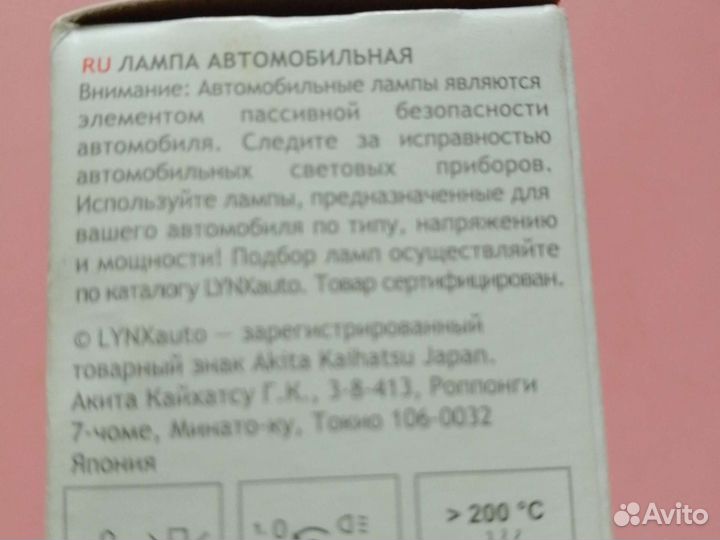 RU ЛАМПА АВТОМОБИЛЬНАЯ
Внимание: Автомобильные лампы являются
элементом пассивной безопасности
автомобиля. Следите за исправностью
автомобильных световых приборов.
Используйте лампы, предназначенные для
вашего автомобиля по типу, напряжению
и мощности! Подбор ламп осуществляйте
по каталогу LYNXauto. Товар сертифицирован.
© LYNXauto — зарегистрированный
товарный знак Akita Kaihatsu Japan.
Акита Кайхатсу Г.К., 3-8-413, Роппонги
7-чоме, Минато-ку, Токио 106-0032
Япония
> 200 °C
Avito